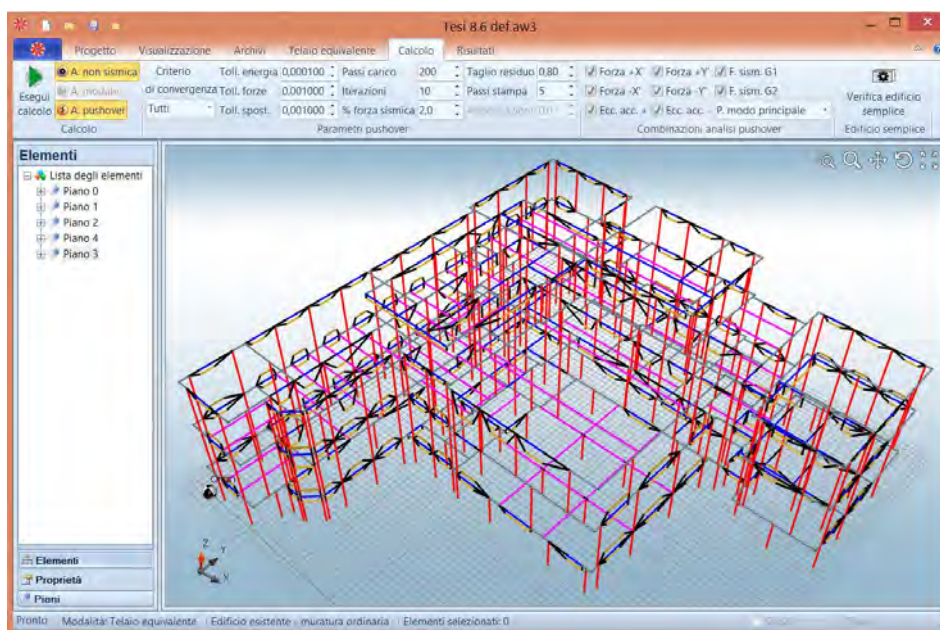 Tesi 8.6 def.aw3
Progetto Visualizzazione Archivi Telaio equivalente Calcolo Risultati
A. non sismica Criterio Toll. energia 0,000100 Passi carico 200 Taglio residuo 0,80 Forza +X Forza +Y F. sism. G1
Esegui calcolo A. modale di convergenza Toll. forze 0,001000 Iterazioni 10 Passi stampa 5 Forza -X Forza -Y F. sism. G2 Verifica edificio semplice
A. pushover Tutti Toll. spost. 0,001000 % forza sismica 2,0 Ecc. acc. + Ecc. acc. - P. modo principale
Calcolo Parametri pushover Combinazioni analisi pushover Edificio semplice
Elementi
Lista degli elementi
Piano 0
Piano 1
Piano 2
Piano 4
Piano 3
Z
Y
X
Elementi
Proprietà
Piani
Pronto Modalità: Telaio equivalente Edificio esistente - muratura ordinaria Elementi selezionati: 0